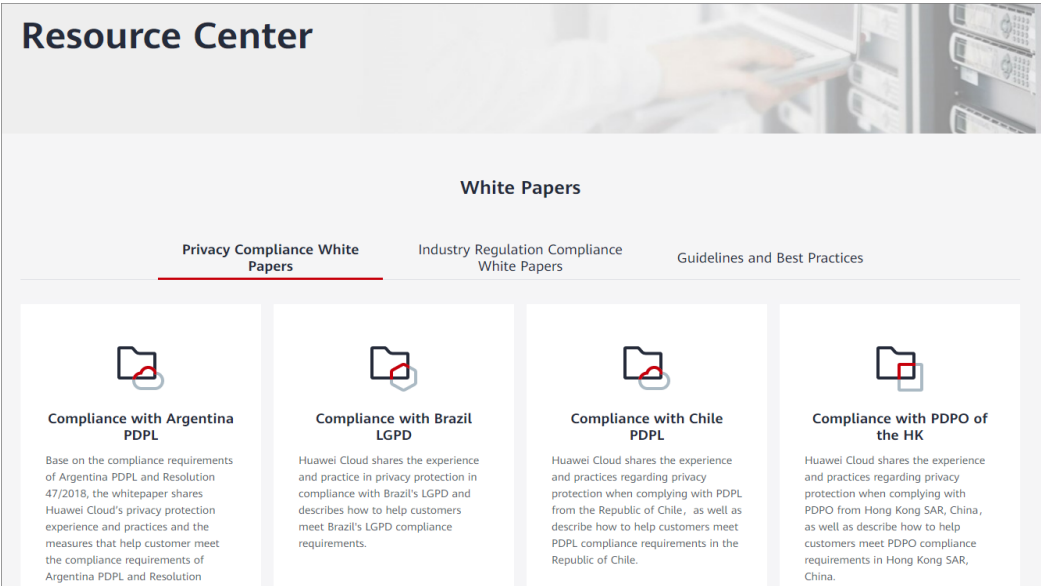 Resource Center
White Papers
Privacy Compliance White
Papers
Industry Regulation Compliance
White Papers
Guidelines and Best Practices
Compliance with Argentina
PDPL
Base on the compliance requirements
of Argentina PDPL and Resolution
47/2018, the whitepaper shares
Huawei Cloud's privacy protection
experience and practices and the
measures that help customer meet
the compliance requirements of
Argentina PDPL and Resolution
Compliance with Brazil
LGPD
Huawei Cloud shares the experience
and practice in privacy protection in
compliance with Brazil's LGPD and
describes how to help customers
meet Brazil's LGPD compliance
requirements.
Compliance with Chile
PDPL
Huawei Cloud shares the experience
and practices regarding privacy
protection when complying with PDPL
from the Republic of Chile，as well as
describe how to help customers meet
PDPL compliance requirements in the
Republic of Chile.
Compliance with PDPO of
the HK
Huawei Cloud shares the experience
and practices regarding privacy
protection when complying with
PDPO from Hong Kong SAR, China，
as well as describe how to help
customers meet PDPO compliance
requirements in Hong Kong SAR,
China.